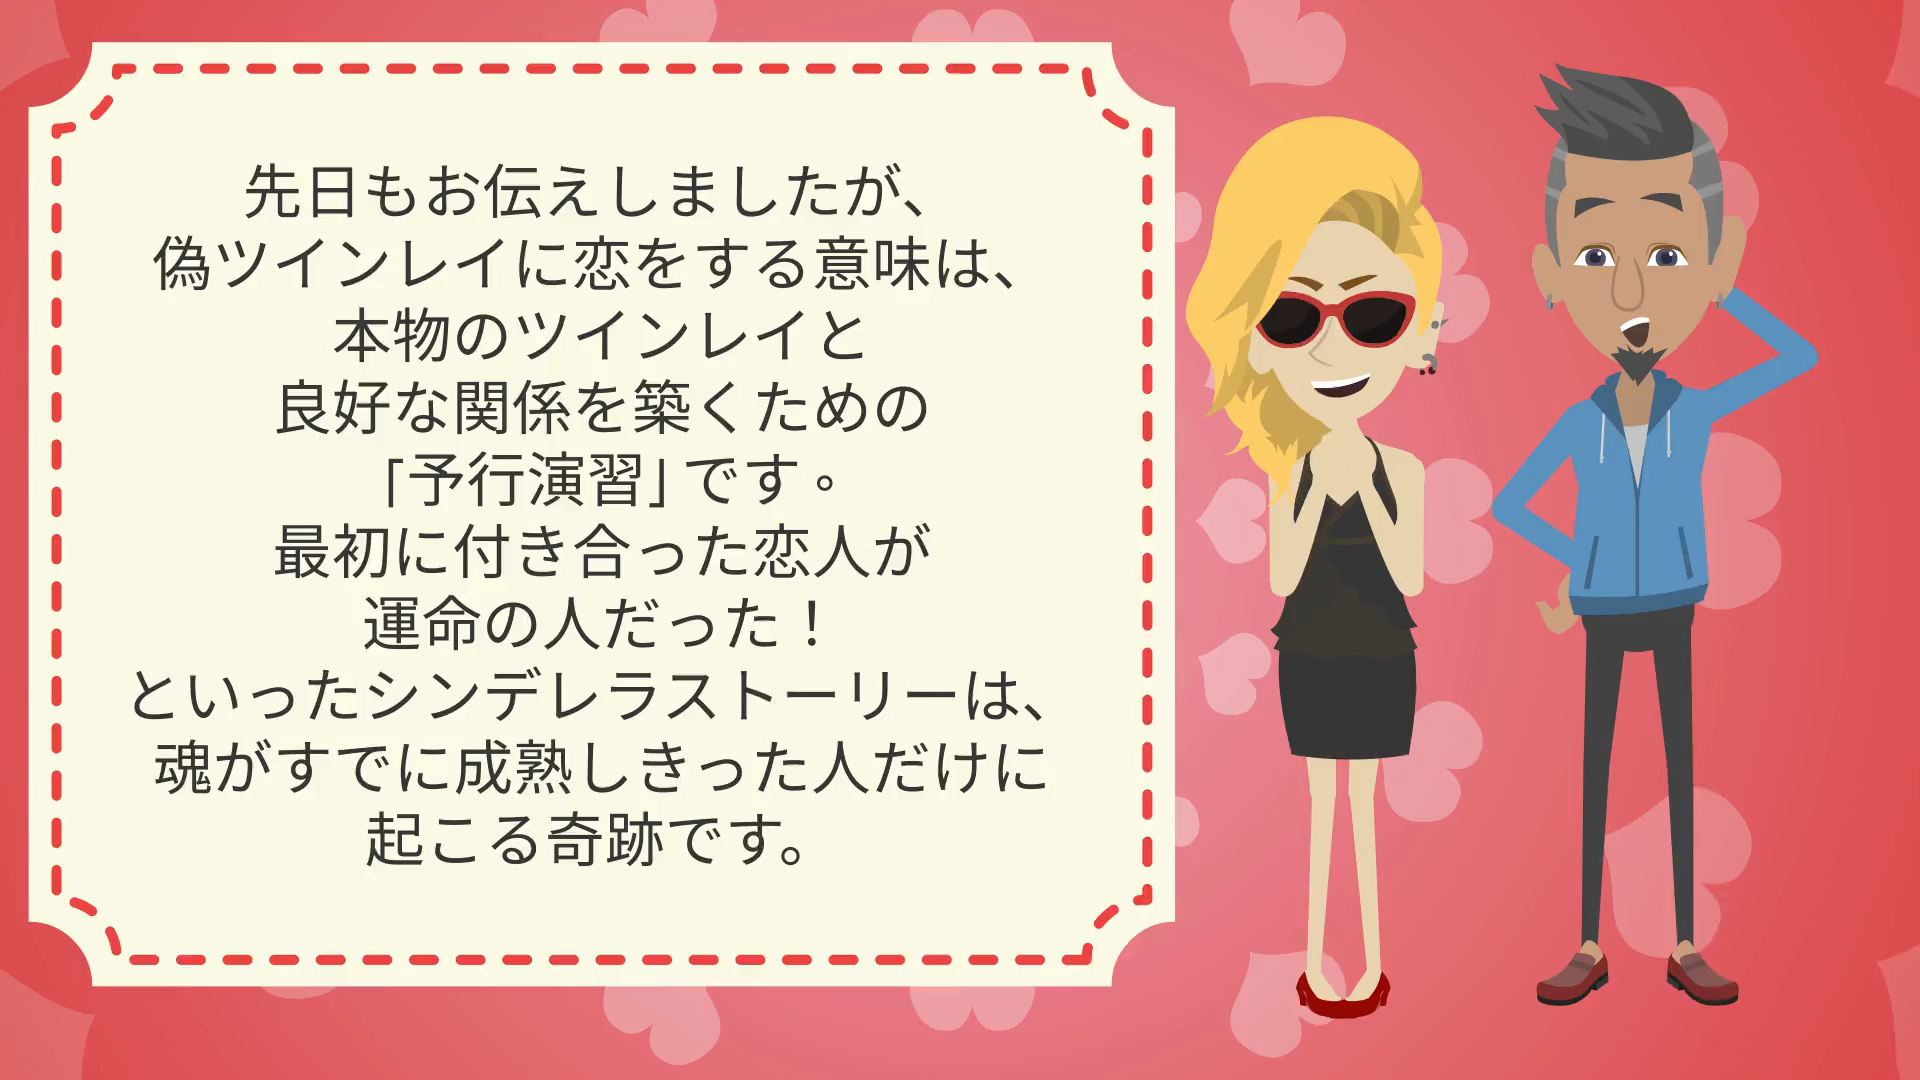 先日もお伝えしましたが、
偽ツインレイに恋をする意味は、
本物のツインレイと
良好な関係を築くための
「予行演習」です。
最初に付き合った恋人が
運命の人だった！
といったシンデレラストーリーは、
魂がすでに成熟しきった人だけに
起こる奇跡です。